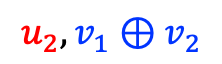 u₂, v₁ ⊕ v₂